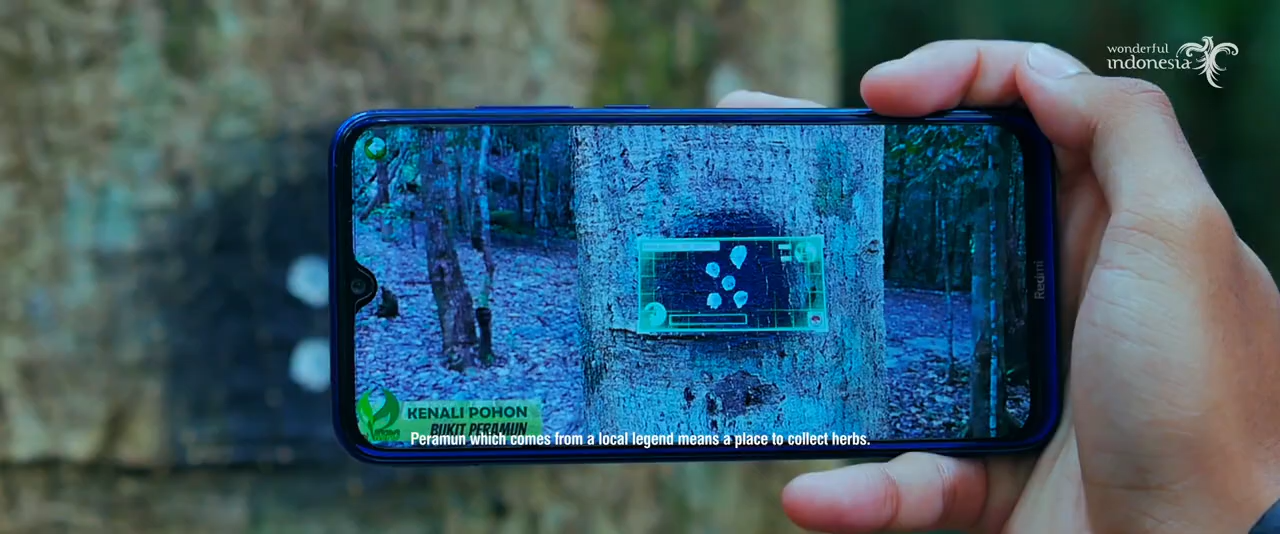 wonderful
indonesia
Redmi
KENALI POHON
BUKIT PERAMUN
Peramun which comes from a local legend means a place to collect herbs.